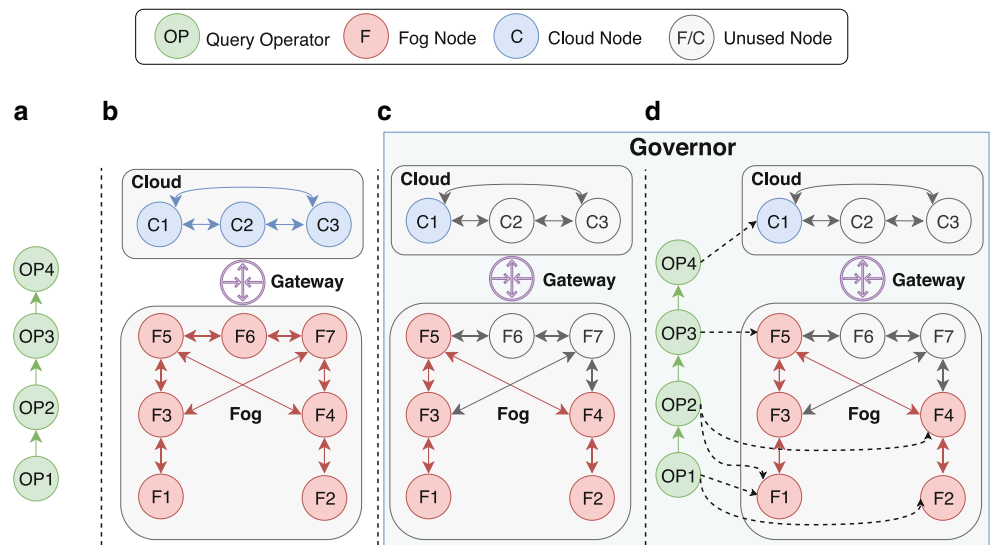 OP Query Operator F Fog Node C Cloud Node F/C Unused Node
a b c d
Governor
Cloud
C1 C2 C3
Gateway
F5 F6 F7
F3 Fog F4
F1 F2
OP4
OP3
OP2
OP1
Cloud
C1 C2 C3
Gateway
F5 F6 F7
F3 Fog F4
F1 F2
Cloud
C1 C2 C3
OP4
Gateway
OP3 F5 F6 F7
OP2 F3 Fog F4
OP1 F1 F2